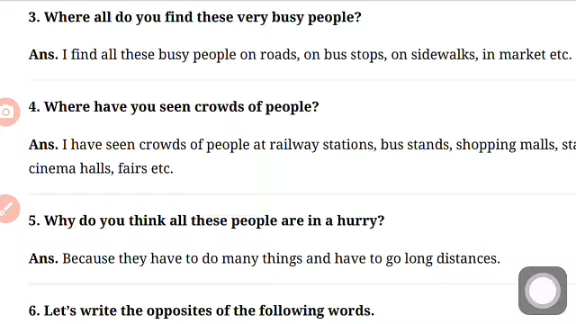 3. Where all do you find these very busy people?
Ans. I find all these busy people on roads, on bus stops, on sidewalks, in market etc.
4. Where have you seen crowds of people?
Ans. I have seen crowds of people at railway stations, bus stands, shopping malls,
cinema halls, fairs etc.
5. Why do you think all these people are in a hurry?
Ans. Because they have to do many things and have to go long distances.
6. Let’s write the opposites of the following words.